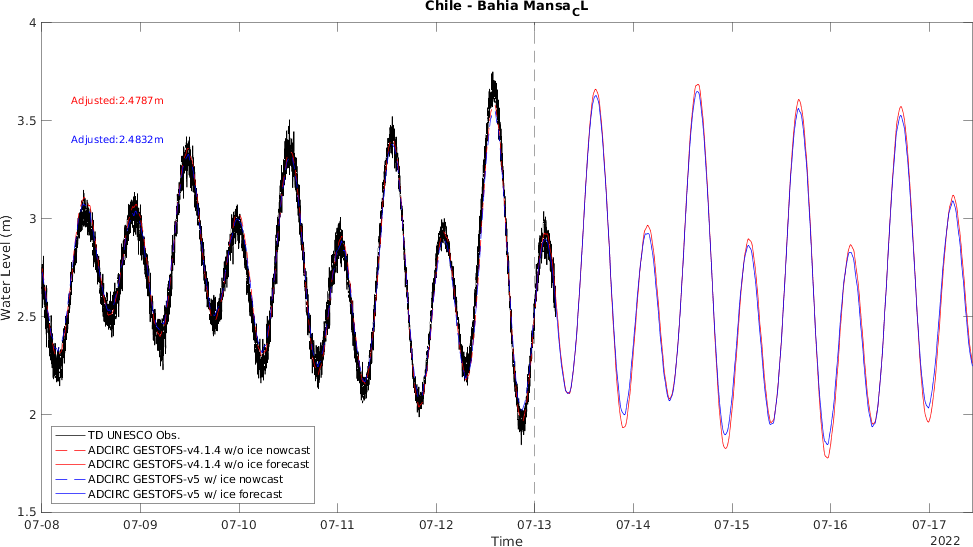 Chile - Bahia MansaCL
4
3.5
3
2.5
2
1.5
Water Level (m)
Adjusted:2.4787m
Adjusted:2.4832m
TD UNESCO Obs.
ADCIRC GESTOFS-v4.1.4 w/o ice nowcast
ADCIRC GESTOFS-v4.1.4 w/o ice forecast
ADCIRC GESTOFS-v5 w/ ice nowcast
ADCIRC GESTOFS-v5 w/ ice forecast
07-08 07-09 07-10 07-11 07-12 07-13 07-14 07-15 07-16 07-17
Time
2022